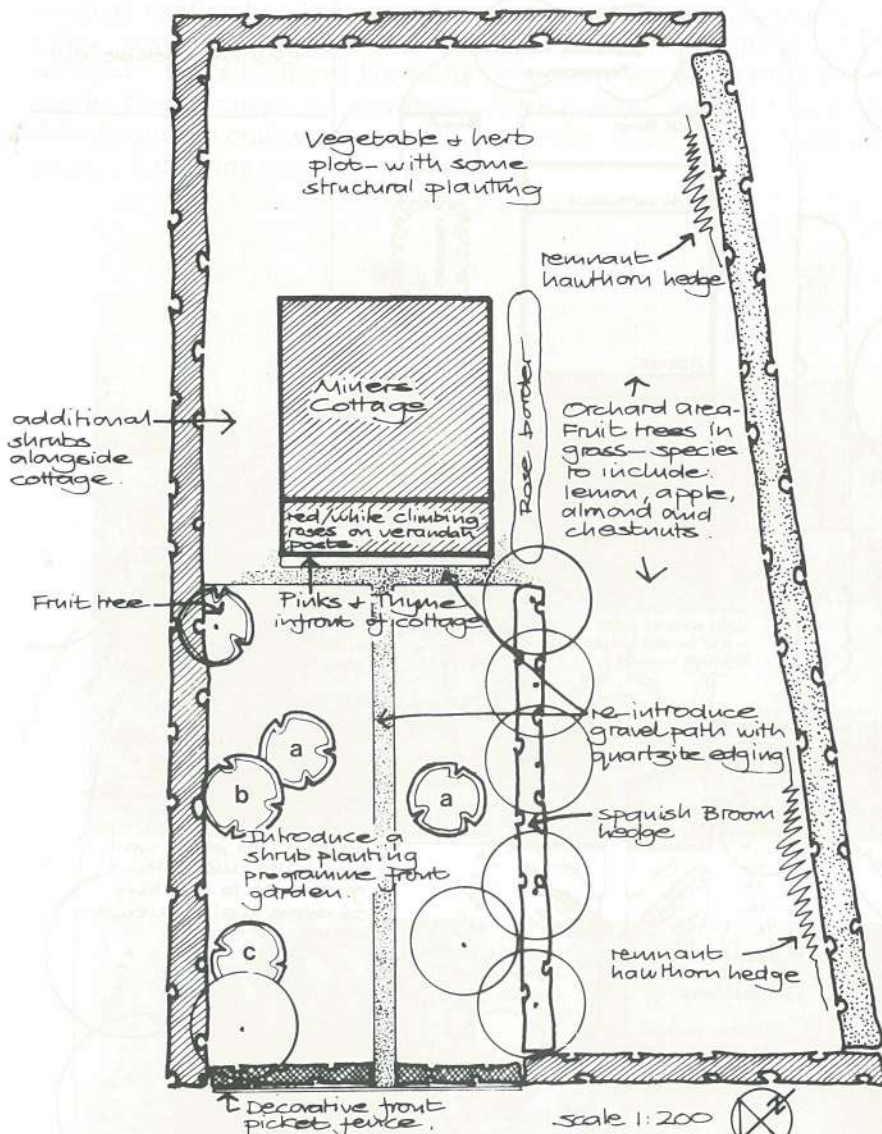 Vegetable + herb
plot - with some
structural planting
remnant
hawthorn hedge
Miners
Cottage
Rose border
Orchard area-
Fruit trees in
grass - species
to include:
lemon, apple,
almond and
chestnuts.
additional
shrubs
alongside
cottage.
red/white climbing
roses on verandah
posts.
Fruit tree
Pinks + Thyme
infront of cottage
re-introduce
gravel path with
quartzite edging
a
b
a
Spanish Broom
hedge
Introduce a
shrub planting
programme front
garden.
c
remnant
hawthorn hedge
Decorative front
picket fence.
scale 1:200
N